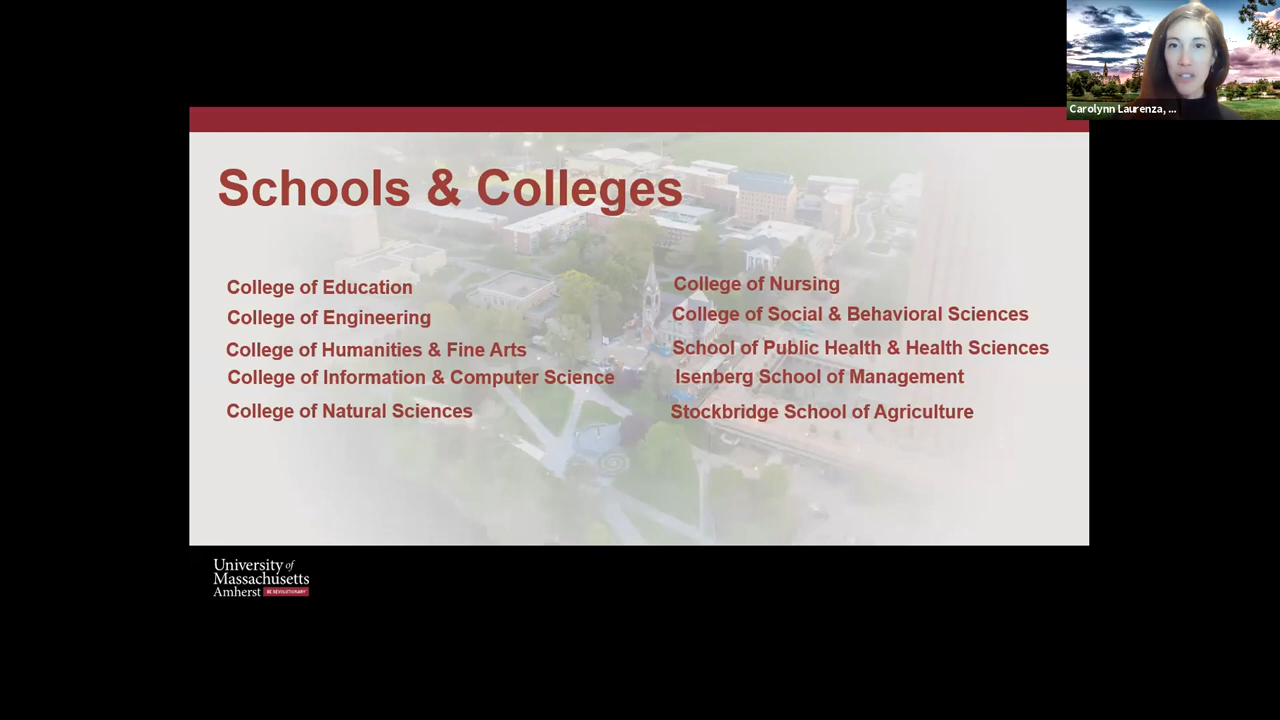 Carolynn Laurenza, ...
Schools & Colleges
College of Education
College of Engineering
College of Humanities & Fine Arts
College of Information & Computer Science
College of Natural Sciences
College of Nursing
College of Social & Behavioral Sciences
School of Public Health & Health Sciences
Isenberg School of Management
Stockbridge School of Agriculture
University of
Massachusetts
Amherst BE REVOLUTIONARY